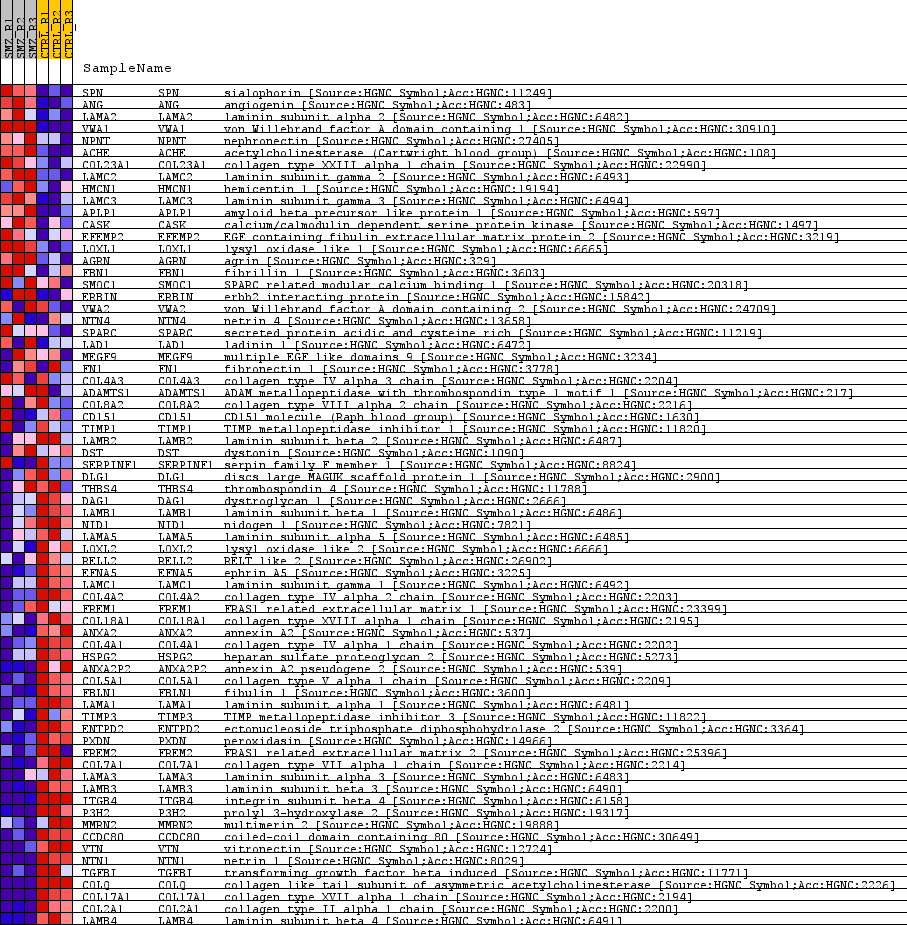 SMZ_R1
SMZ_R2
SMZ_R3
CTRL_R1
CTRL_R2
CTRL_R3
SampleName
SPN SPN sialophorin [Source:HGNC Symbol;Acc:HGNC:11249]
ANG ANG angiogenin [Source:HGNC Symbol;Acc:HGNC:483]
LAMA2 LAMA2 laminin subunit alpha 2 [Source:HGNC Symbol;Acc:HGNC:6482]
VWA1 VWA1 von Willebrand factor A domain containing 1 [Source:HGNC Symbol;Acc:HGNC:30910]
NPNT NPNT nephronectin [Source:HGNC Symbol;Acc:HGNC:27405]
ACHE ACHE acetylcholinesterase (Cartwright blood group) [Source:HGNC Symbol;Acc:HGNC:108]
COL23A1 COL23A1 collagen type XXIII alpha 1 chain [Source:HGNC Symbol;Acc:HGNC:22990]
LAMC2 LAMC2 laminin subunit gamma 2 [Source:HGNC Symbol;Acc:HGNC:6493]
HMCN1 HMCN1 hemicentin 1 [Source:HGNC Symbol;Acc:HGNC:19194]
LAMC3 LAMC3 laminin subunit gamma 3 [Source:HGNC Symbol;Acc:HGNC:6494]
APLP1 APLP1 amyloid beta precursor like protein 1 [Source:HGNC Symbol;Acc:HGNC:597]
CASK CASK calcium/calmodulin dependent serine protein kinase [Source:HGNC Symbol;Acc:HGNC:1497]
EFEMP2 EFEMP2 EGF containing fibulin extracellular matrix protein 2 [Source:HGNC Symbol;Acc:HGNC:3219]
LOXL1 LOXL1 lysyl oxidase like 1 [Source:HGNC Symbol;Acc:HGNC:6665]
AGRN AGRN agrin [Source:HGNC Symbol;Acc:HGNC:329]
FBN1 FBN1 fibrillin 1 [Source:HGNC Symbol;Acc:HGNC:3603]
SMOC1 SMOC1 SPARC related modular calcium binding 1 [Source:HGNC Symbol;Acc:HGNC:20318]
ERBIN ERBIN erbb2 interacting protein [Source:HGNC Symbol;Acc:HGNC:15842]
VWA2 VWA2 von Willebrand factor A domain containing 2 [Source:HGNC Symbol;Acc:HGNC:24709]
NTN4 NTN4 netrin 4 [Source:HGNC Symbol;Acc:HGNC:13658]
SPARC SPARC secreted protein acidic and cysteine rich [Source:HGNC Symbol;Acc:HGNC:11219]
LAD1 LAD1 ladinin 1 [Source:HGNC Symbol;Acc:HGNC:6472]
MEGF9 MEGF9 multiple EGF like domains 9 [Source:HGNC Symbol;Acc:HGNC:3234]
FN1 FN1 fibronectin 1 [Source:HGNC Symbol;Acc:HGNC:3778]
COL4A3 COL4A3 collagen type IV alpha 3 chain [Source:HGNC Symbol;Acc:HGNC:2204]
ADAMTS1 ADAMTS1 ADAM metallopeptidase with thrombospondin type 1 motif 1 [Source:HGNC Symbol;Acc:HGNC:217]
COL8A2 COL8A2 collagen type VIII alpha 2 chain [Source:HGNC Symbol;Acc:HGNC:2216]
CD151 CD151 CD151 molecule (Raph blood group) [Source:HGNC Symbol;Acc:HGNC:1630]
TIMP1 TIMP1 TIMP metallopeptidase inhibitor 1 [Source:HGNC Symbol;Acc:HGNC:11820]
LAMB2 LAMB2 laminin subunit beta 2 [Source:HGNC Symbol;Acc:HGNC:6487]
DST DST dystonin [Source:HGNC Symbol;Acc:HGNC:1090]
SERPINF1 SERPINF1 serpin family F member 1 [Source:HGNC Symbol;Acc:HGNC:8824]
DLG1 DLG1 discs large MAGUK scaffold protein 1 [Source:HGNC Symbol;Acc:HGNC:2900]
THBS4 THBS4 thrombospondin 4 [Source:HGNC Symbol;Acc:HGNC:11788]
DAG1 DAG1 dystroglycan 1 [Source:HGNC Symbol;Acc:HGNC:2666]
LAMB1 LAMB1 laminin subunit beta 1 [Source:HGNC Symbol;Acc:HGNC:6486]
NID1 NID1 nidogen 1 [Source:HGNC Symbol;Acc:HGNC:7821]
LAMA5 LAMA5 laminin subunit alpha 5 [Source:HGNC Symbol;Acc:HGNC:6485]
LOXL2 LOXL2 lysyl oxidase like 2 [Source:HGNC Symbol;Acc:HGNC:6666]
RELL2 RELL2 RELT like 2 [Source:HGNC Symbol;Acc:HGNC:26902]
EFNA5 EFNA5 ephrin A5 [Source:HGNC Symbol;Acc:HGNC:3225]
LAMC1 LAMC1 laminin subunit gamma 1 [Source:HGNC Symbol;Acc:HGNC:6492]
COL4A2 COL4A2 collagen type IV alpha 2 chain [Source:HGNC Symbol;Acc:HGNC:2203]
FREM1 FREM1 FRAS1 related extracellular matrix 1 [Source:HGNC Symbol;Acc:HGNC:23399]
COL18A1 COL18A1 collagen type XVIII alpha 1 chain [Source:HGNC Symbol;Acc:HGNC:2195]
ANXA2 ANXA2 annexin A2 [Source:HGNC Symbol;Acc:HGNC:537]
COL4A1 COL4A1 collagen type IV alpha 1 chain [Source:HGNC Symbol;Acc:HGNC:2202]
HSPG2 HSPG2 heparan sulfate proteoglycan 2 [Source:HGNC Symbol;Acc:HGNC:5273]
ANXA2P2 ANXA2P2 annexin A2 pseudogene 2 [Source:HGNC Symbol;Acc:HGNC:539]
COL5A1 COL5A1 collagen type V alpha 1 chain [Source:HGNC Symbol;Acc:HGNC:2209]
FBLN1 FBLN1 fibulin 1 [Source:HGNC Symbol;Acc:HGNC:3600]
LAMA1 LAMA1 laminin subunit alpha 1 [Source:HGNC Symbol;Acc:HGNC:6481]
TIMP3 TIMP3 TIMP metallopeptidase inhibitor 3 [Source:HGNC Symbol;Acc:HGNC:11822]
ENTPD2 ENTPD2 ectonucleoside triphosphate diphosphohydrolase 2 [Source:HGNC Symbol;Acc:HGNC:3364]
PXDN PXDN peroxidasin [Source:HGNC Symbol;Acc:HGNC:14966]
FREM2 FREM2 FRAS1 related extracellular matrix 2 [Source:HGNC Symbol;Acc:HGNC:25396]
COL7A1 COL7A1 collagen type VII alpha 1 chain [Source:HGNC Symbol;Acc:HGNC:2214]
LAMA3 LAMA3 laminin subunit alpha 3 [Source:HGNC Symbol;Acc:HGNC:6483]
LAMB3 LAMB3 laminin subunit beta 3 [Source:HGNC Symbol;Acc:HGNC:6490]
ITGB4 ITGB4 integrin subunit beta 4 [Source:HGNC Symbol;Acc:HGNC:6158]
P3H2 P3H2 prolyl 3-hydroxylase 2 [Source:HGNC Symbol;Acc:HGNC:19317]
MMRN2 MMRN2 multimerin 2 [Source:HGNC Symbol;Acc:HGNC:19888]
CCDC80 CCDC80 coiled-coil domain containing 80 [Source:HGNC Symbol;Acc:HGNC:30649]
VTN VTN vitronectin [Source:HGNC Symbol;Acc:HGNC:12724]
NTN1 NTN1 netrin 1 [Source:HGNC Symbol;Acc:HGNC:8029]
TGFBI TGFBI transforming growth factor beta induced [Source:HGNC Symbol;Acc:HGNC:11771]
COLQ COLQ collagen like tail subunit of asymmetric acetylcholinesterase [Source:HGNC Symbol;Acc:HGNC:2226]
COL17A1 COL17A1 collagen type XVII alpha 1 chain [Source:HGNC Symbol;Acc:HGNC:2194]
COL2A1 COL2A1 collagen type II alpha 1 chain [Source:HGNC Symbol;Acc:HGNC:2200]
LAMB4 LAMB4 laminin subunit beta 4 [Source:HGNC Symbol;Acc:HGNC:6491]